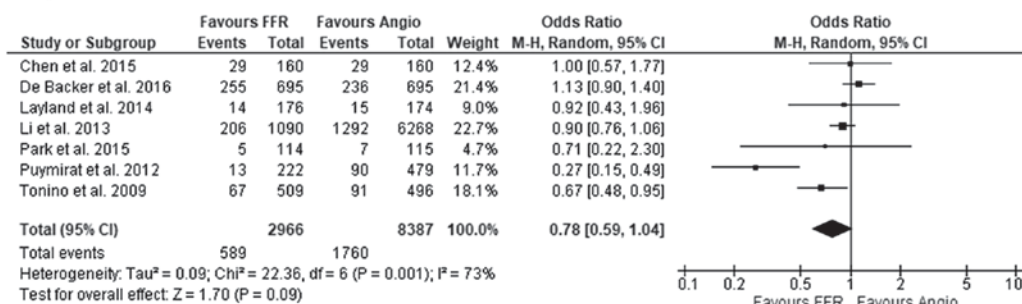 Favours FFR Favours Angio Odds Ratio Odds Ratio
Study or Subgroup Events Total Events Total Weight M-H, Random, 95% CI M-H, Random, 95% CI
Chen et al. 2015 29 160 29 160 12.4% 1.00 [0.57, 1.77]
De Backer et al. 2016 255 695 236 695 21.4% 1.13 [0.90, 1.40]
Layland et al. 2014 14 176 15 174 9.0% 0.92 [0.43, 1.96]
Li et al. 2013 206 1090 1292 6268 22.7% 0.90 [0.76, 1.06]
Park et al. 2015 5 114 7 115 4.7% 0.71 [0.22, 2.30]
Puymirat et al. 2012 13 222 90 479 11.7% 0.27 [0.15, 0.49]
Tonino et al. 2009 67 509 91 496 18.1% 0.67 [0.48, 0.95]
Total (95% CI) 2966 8387 100.0% 0.78 [0.59, 1.04]
Total events 589 1760
Heterogeneity: Tau² = 0.09; Chi² = 22.36, df = 6 (P = 0.001); I² = 73%
Test for overall effect: Z = 1.70 (P = 0.09)
0.1 0.2 0.5 1 2 5 10
Favours FFR Favours Angio